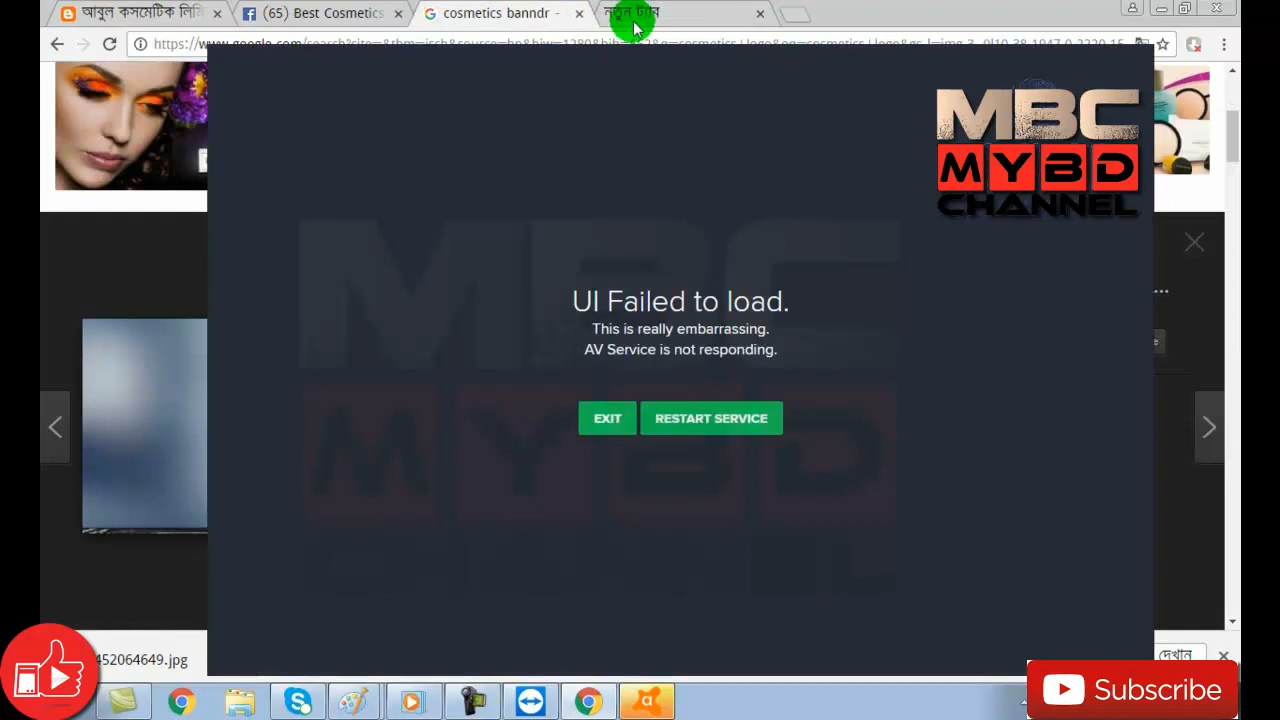 আবুল কসমেটিক লিমি
(65) Best Cosmetics
cosmetics banndr -
নতুন ট্যাব
MBC
MYBD
CHANNEL
UI Failed to load.
This is really embarrassing.
AV Service is not responding.
EXIT
RESTART SERVICE
452064649.jpg
দেখান
Subscribe